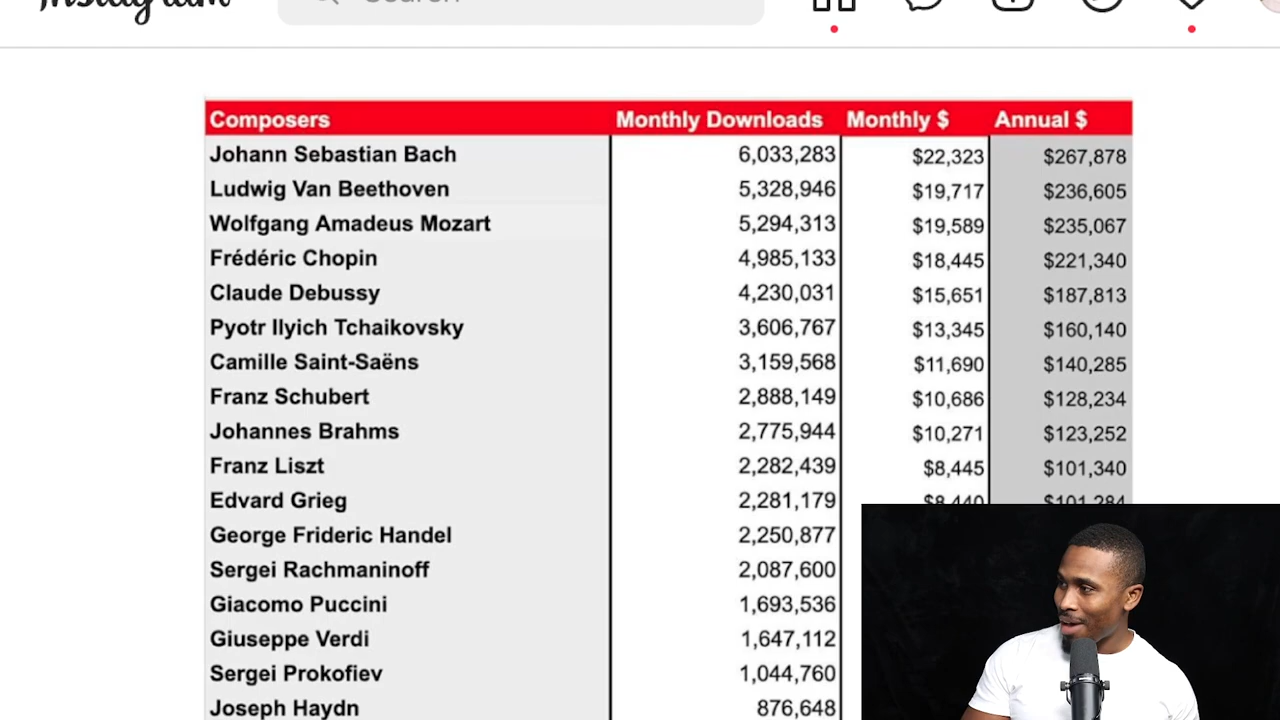 Instagram
Search
Composers Monthly Downloads Monthly $ Annual $
Johann Sebastian Bach 6,033,283 $22,323 $267,878
Ludwig Van Beethoven 5,328,946 $19,717 $236,605
Wolfgang Amadeus Mozart 5,294,313 $19,589 $235,067
Frédéric Chopin 4,985,133 $18,445 $221,340
Claude Debussy 4,230,031 $15,651 $187,813
Pyotr Ilyich Tchaikovsky 3,606,767 $13,345 $160,140
Camille Saint-Saëns 3,159,568 $11,690 $140,285
Franz Schubert 2,888,149 $10,686 $128,234
Johannes Brahms 2,775,944 $10,271 $123,252
Franz Liszt 2,282,439 $8,445 $101,340
Edvard Grieg 2,281,179 $8,440 $101,284
George Frideric Handel 2,250,877
Sergei Rachmaninoff 2,087,600
Giacomo Puccini 1,693,536
Giuseppe Verdi 1,647,112
Sergei Prokofiev 1,044,760
Joseph Haydn 876,648